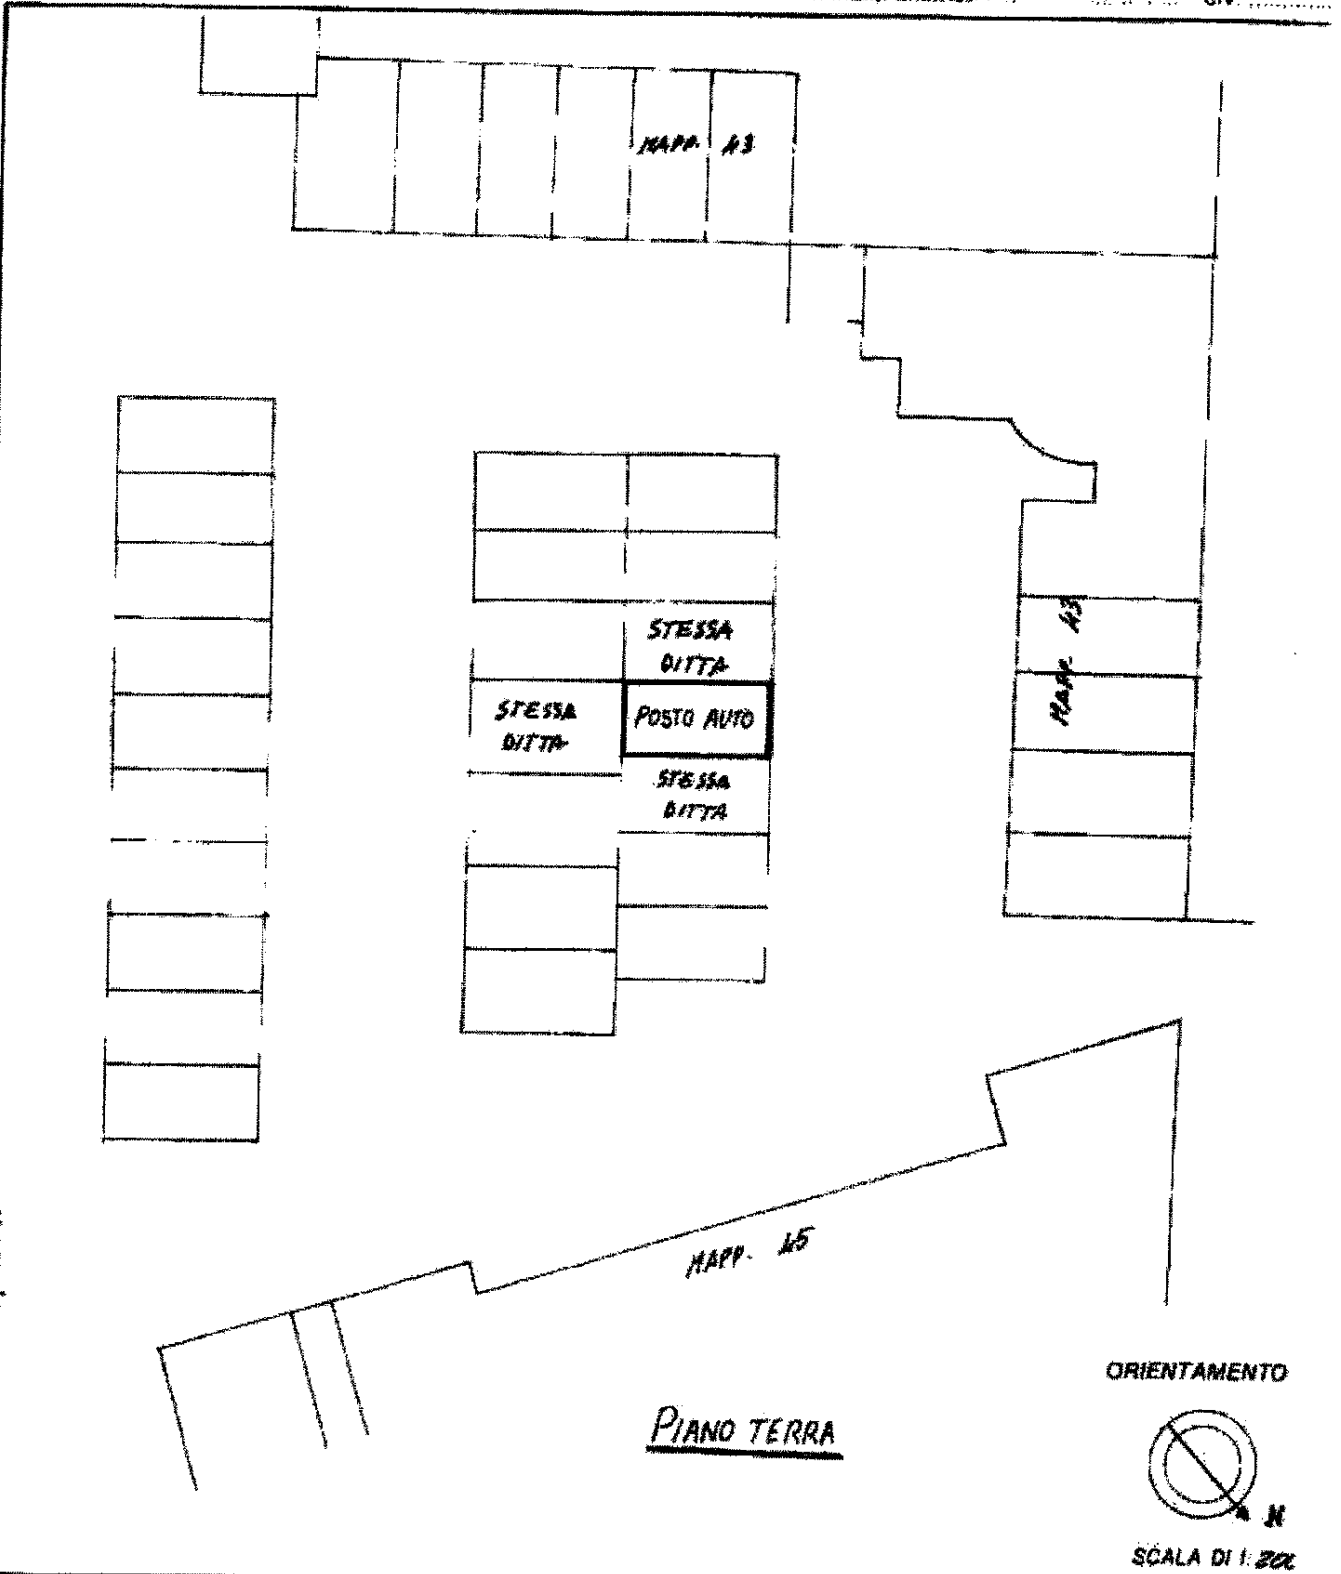 MAPP. 43
STESSA
DITTA
STESSA
DITTA
POSTO AUTO
STESSA
DITTA
MAPP. 43
MAPP. 45
PIANO TERRA
ORIENTAMENTO
N
SCALA DI 1: